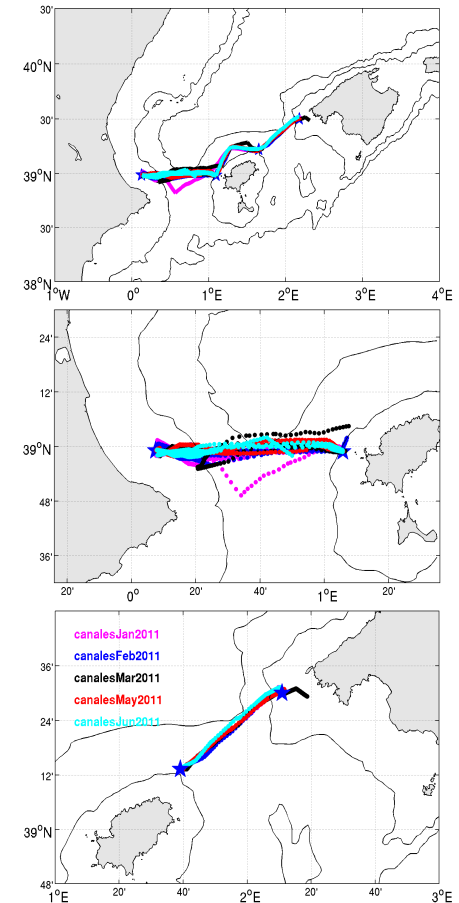 30'
40°N
30'
39°N
30'
38°N
1°W 0° 1°E 2°E 3°E 4°E
24'
12'
39°N
48'
36'
20' 0° 20' 40' 1°E 20'
canalesJan2011
canalesFeb2011
canalesMar2011
canalesMay2011
canalesJun2011
36'
24'
12'
39°N
48'
1°E 20' 40' 2°E 20' 40' 3°E